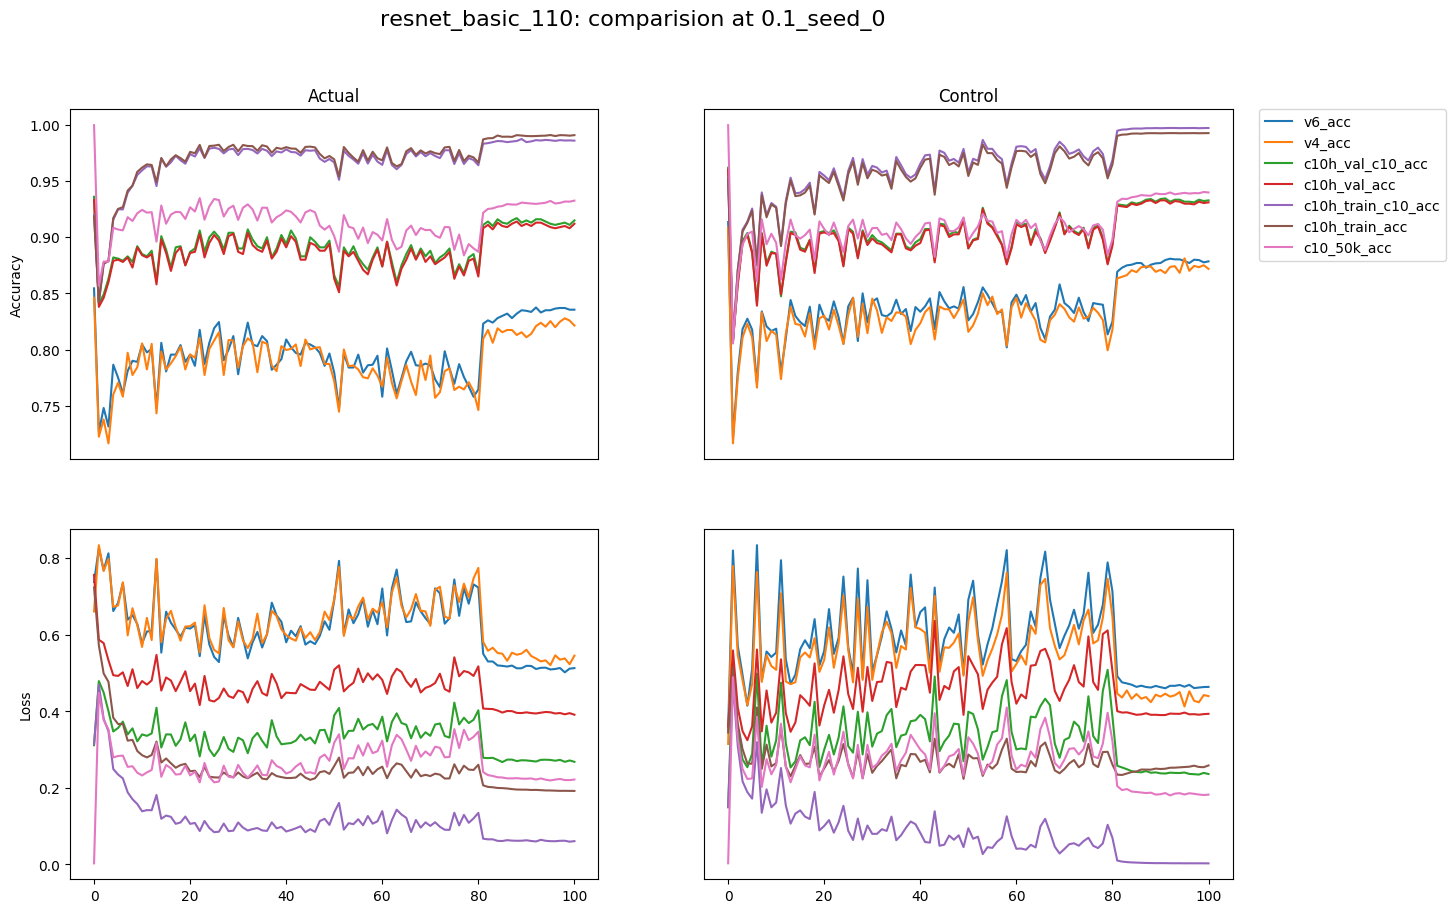 resnet_basic_110: comparision at 0.1_seed_0
Actual
Control
Accuracy
1.00
0.95
0.90
0.85
0.80
0.75
v6_acc
v4_acc
c10h_val_c10_acc
c10h_val_acc
c10h_train_c10_acc
c10h_train_acc
c10_50k_acc
Loss
0.8
0.6
0.4
0.2
0.0
0 20 40 60 80 100
0 20 40 60 80 100